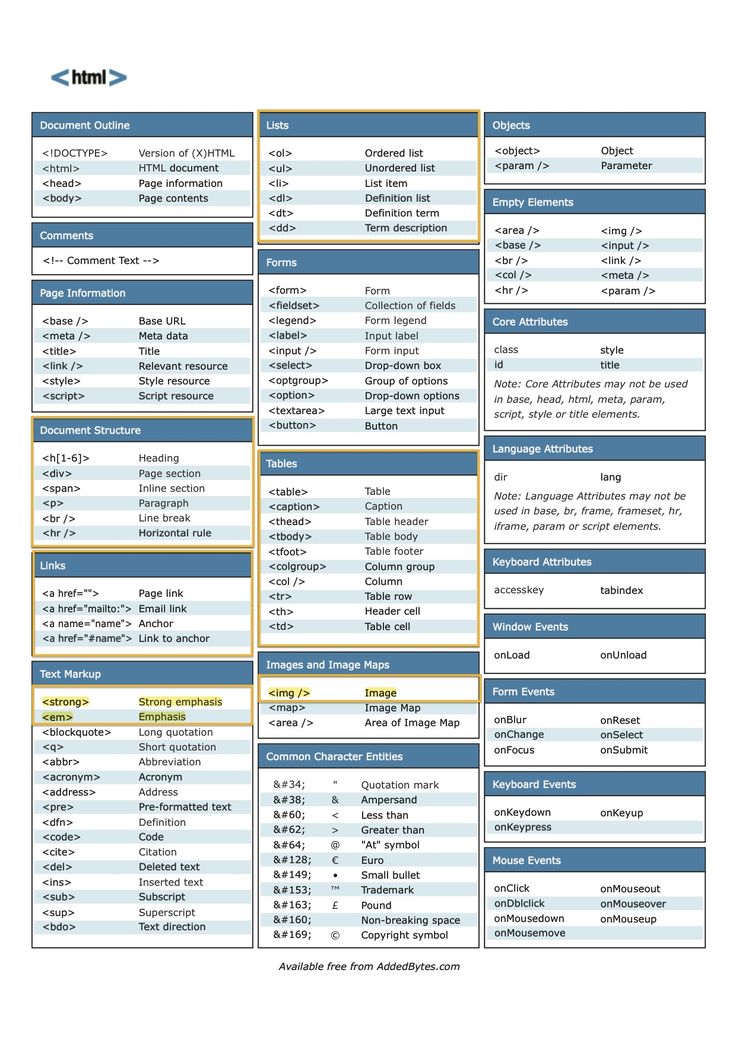 <html>
Document Outline
<!DOCTYPE> Version of (X)HTML
<html> HTML document
<head> Page information
<body> Page contents
Comments
<!-- Comment Text -->
Page Information
<base /> Base URL
<meta /> Meta data
<title> Title
<link /> Relevant resource
<style> Style resource
<script> Script resource
Document Structure
<h[1-6]> Heading
<div> Page section
<span> Inline section
<p> Paragraph
<br /> Line break
<hr /> Horizontal rule
Links
<a href=""> Page link
<a href="mailto:"> Email link
<a name="name"> Anchor
<a href="#name"> Link to anchor
Text Markup
<strong> Strong emphasis
<em> Emphasis
<blockquote> Long quotation
<q> Short quotation
<abbr> Abbreviation
<acronym> Acronym
<address> Address
<pre> Pre-formatted text
<dfn> Definition
<code> Code
<cite> Citation
<del> Deleted text
<ins> Inserted text
<sub> Subscript
<sup> Superscript
<bdo> Text direction
Lists
<ol> Ordered list
<ul> Unordered list
<li> List item
<dl> Definition list
<dt> Definition term
<dd> Term description
Forms
<form> Form
<fieldset> Collection of fields
<legend> Form legend
<label> Input label
<input /> Form input
<select> Drop-down box
<optgroup> Group of options
<option> Drop-down options
<textarea> Large text input
<button> Button
Tables
<table> Table
<caption> Caption
<thead> Table header
<tbody> Table body
<tfoot> Table footer
<colgroup> Column group
<col /> Column
<tr> Table row
<th> Header cell
<td> Table cell
Images and Image Maps
<img /> Image
<map> Image Map
<area /> Area of Image Map
Common Character Entities
&#34; " Quotation mark
&#38; & Ampersand
&#60; < Less than
&#62; > Greater than
&#64; @ "At" symbol
&#128; € Euro
&#149; • Small bullet
&#153; ™ Trademark
&#163; £ Pound
&#160; Non-breaking space
&#169; © Copyright symbol
Objects
<object> Object
<param /> Parameter
Empty Elements
<area /> <img />
<base /> <input />
<br /> <link />
<col /> <meta />
<hr /> <param />
Core Attributes
class style
id title
Note: Core Attributes may not be used
in base, head, html, meta, param,
script, style or title elements.
Language Attributes
dir lang
Note: Language Attributes may not be
used in base, br, frame, frameset, hr,
iframe, param or script elements.
Keyboard Attributes
accesskey tabindex
Window Events
onLoad onUnload
Form Events
onBlur onReset
onChange onSelect
onFocus onSubmit
Keyboard Events
onKeydown onKeyup
onKeypress
Mouse Events
onClick onMouseout
onDblclick onMouseover
onMousedown onMouseup
onMousemove
Available free from AddedBytes.com